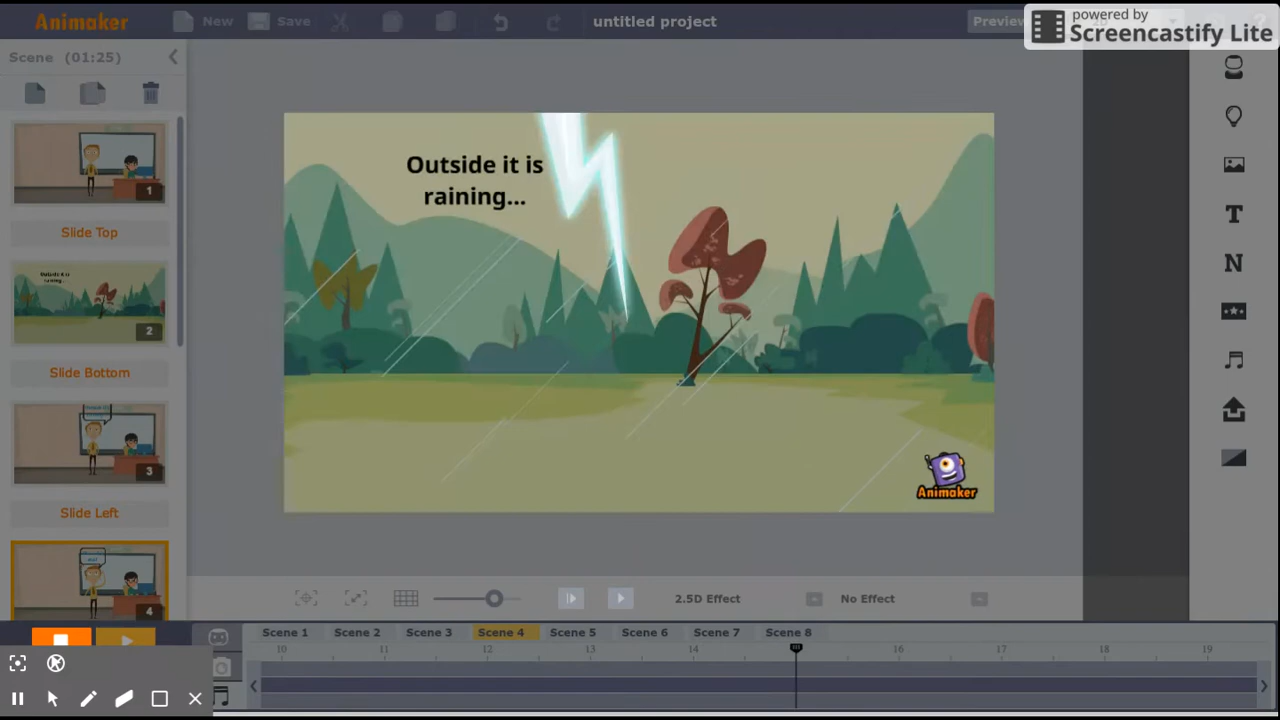 Animaker
New
Save
untitled project
Preview
powered by
Screencastify Lite
Scene (01:25)
1
Slide Top
Outside it is
raining...
2
Slide Bottom
3
Slide Left
4
Outside it is
raining...
Animaker
2.5D Effect
No Effect
Scene 1
Scene 2
Scene 3
Scene 4
Scene 5
Scene 6
Scene 7
Scene 8
10
11
12
13
14
16
17
18
19